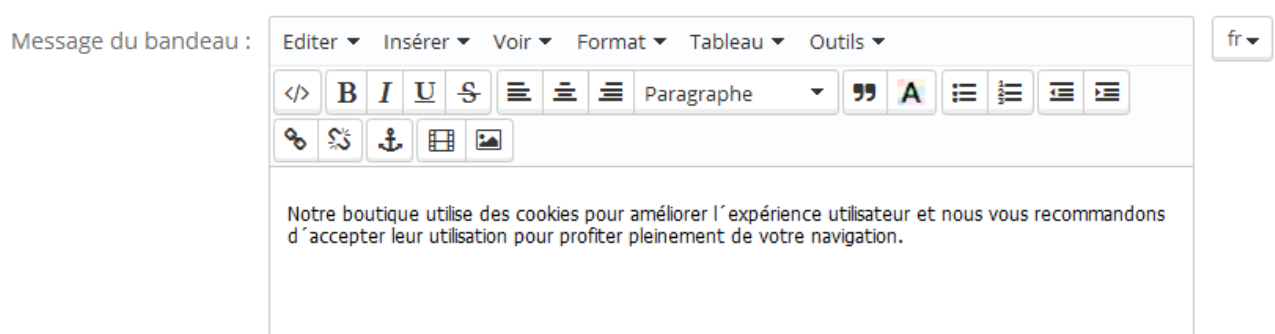 Message du bandeau :
Editer Insérer Voir Format Tableau Outils
fr
</> B I U S Paragraphe A
Notre boutique utilise des cookies pour améliorer l´expérience utilisateur et nous vous recommandons
d´accepter leur utilisation pour profiter pleinement de votre navigation.